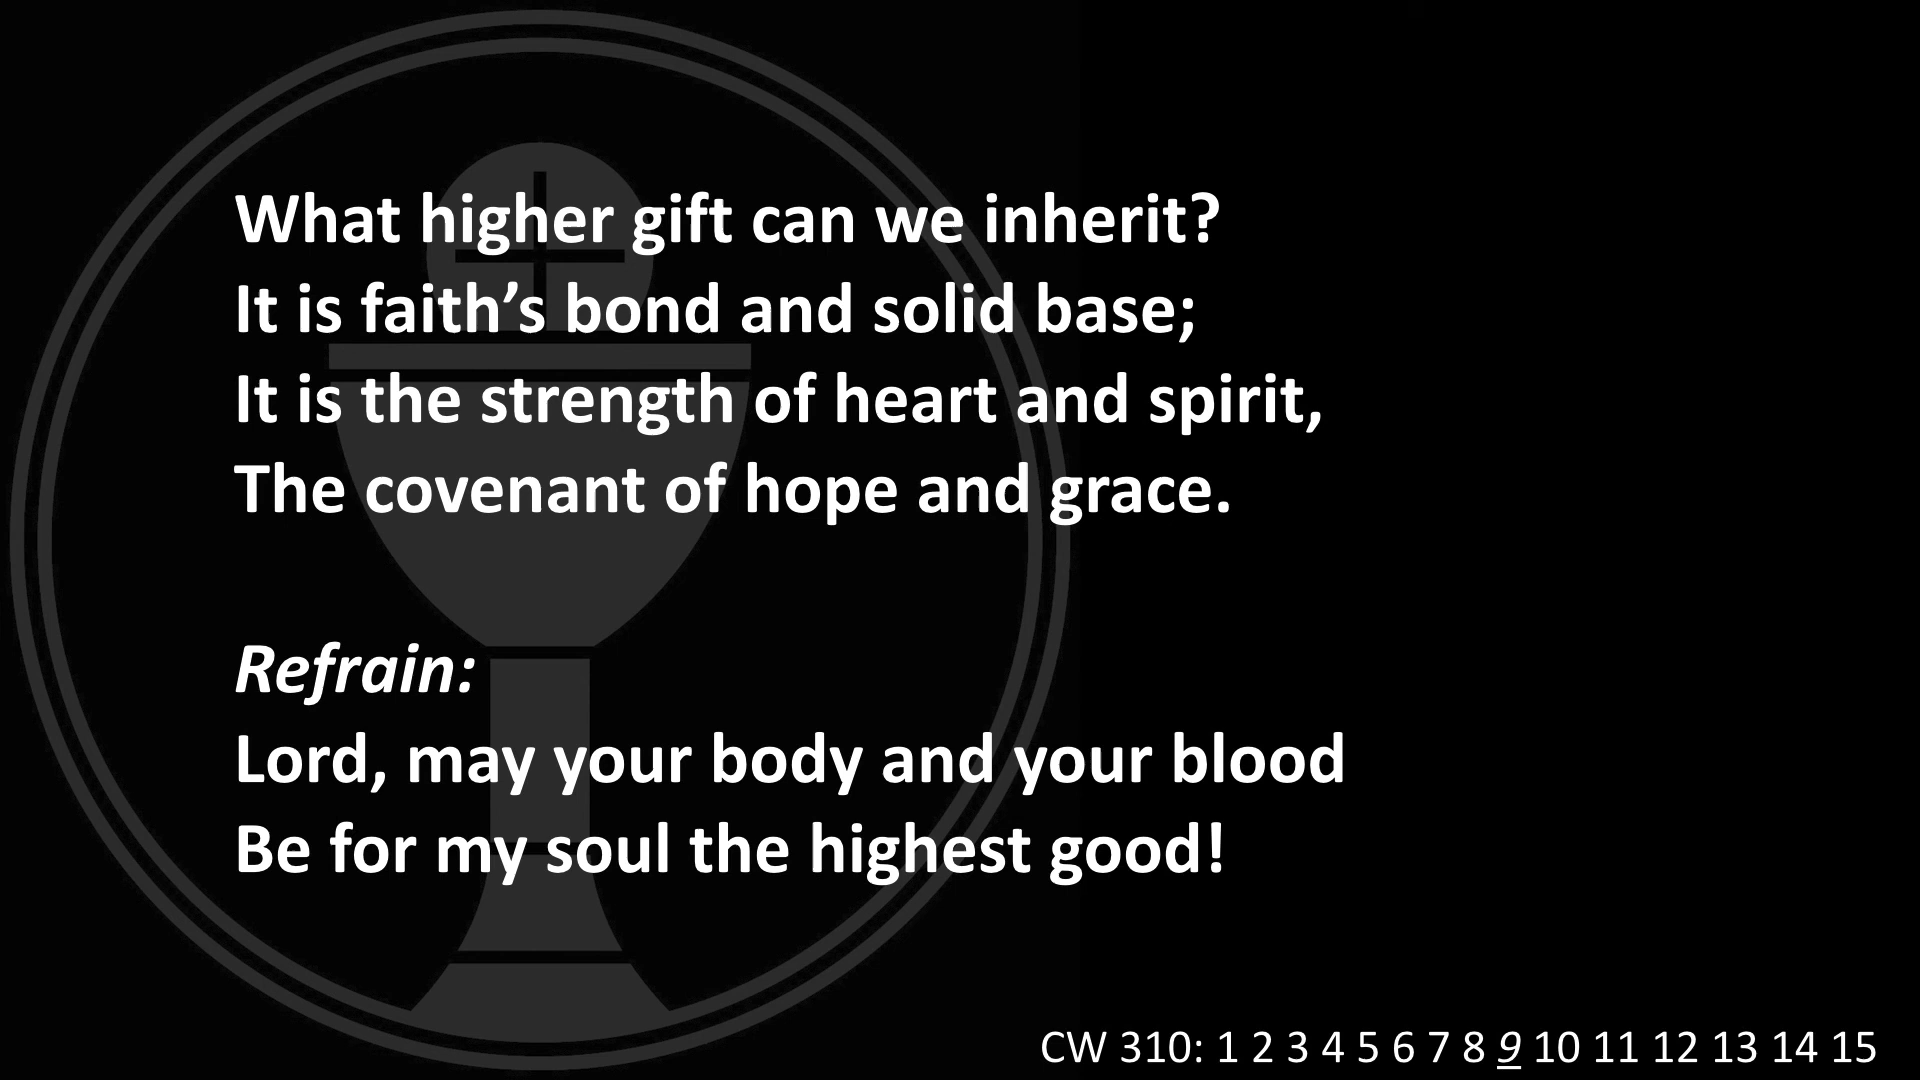 What higher gift can we inherit?
It is faith’s bond and solid base;
It is the strength of heart and spirit,
The covenant of hope and grace.
Refrain:
Lord, may your body and your blood
Be for my soul the highest good!
CW 310: 1 2 3 4 5 6 7 8 9 10 11 12 13 14 15